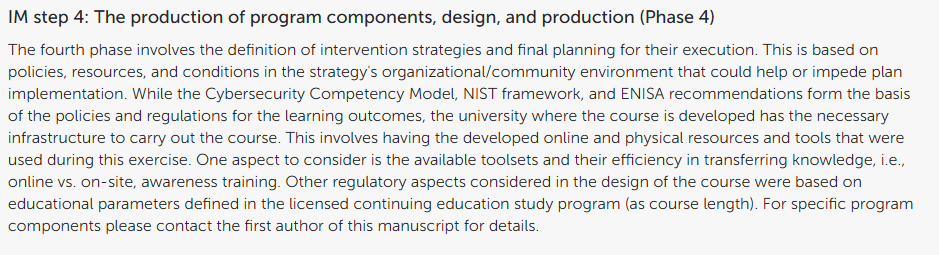 IM step 4: The production of program components, design, and production (Phase 4)
The fourth phase involves the definition of intervention strategies and final planning for their execution. This is based on
policies, resources, and conditions in the strategy's organizational/community environment that could help or impede plan
implementation. While the Cybersecurity Competency Model, NIST framework, and ENISA recommendations form the basis
of the policies and regulations for the learning outcomes, the university where the course is developed has the necessary
infrastructure to carry out the course. This involves having the developed online and physical resources and tools that were
used during this exercise. One aspect to consider is the available toolsets and their efficiency in transferring knowledge, i.e.,
online vs. on-site, awareness training. Other regulatory aspects considered in the design of the course were based on
educational parameters defined in the licensed continuing education study program (as course length). For specific program
components please contact the first author of this manuscript for details.